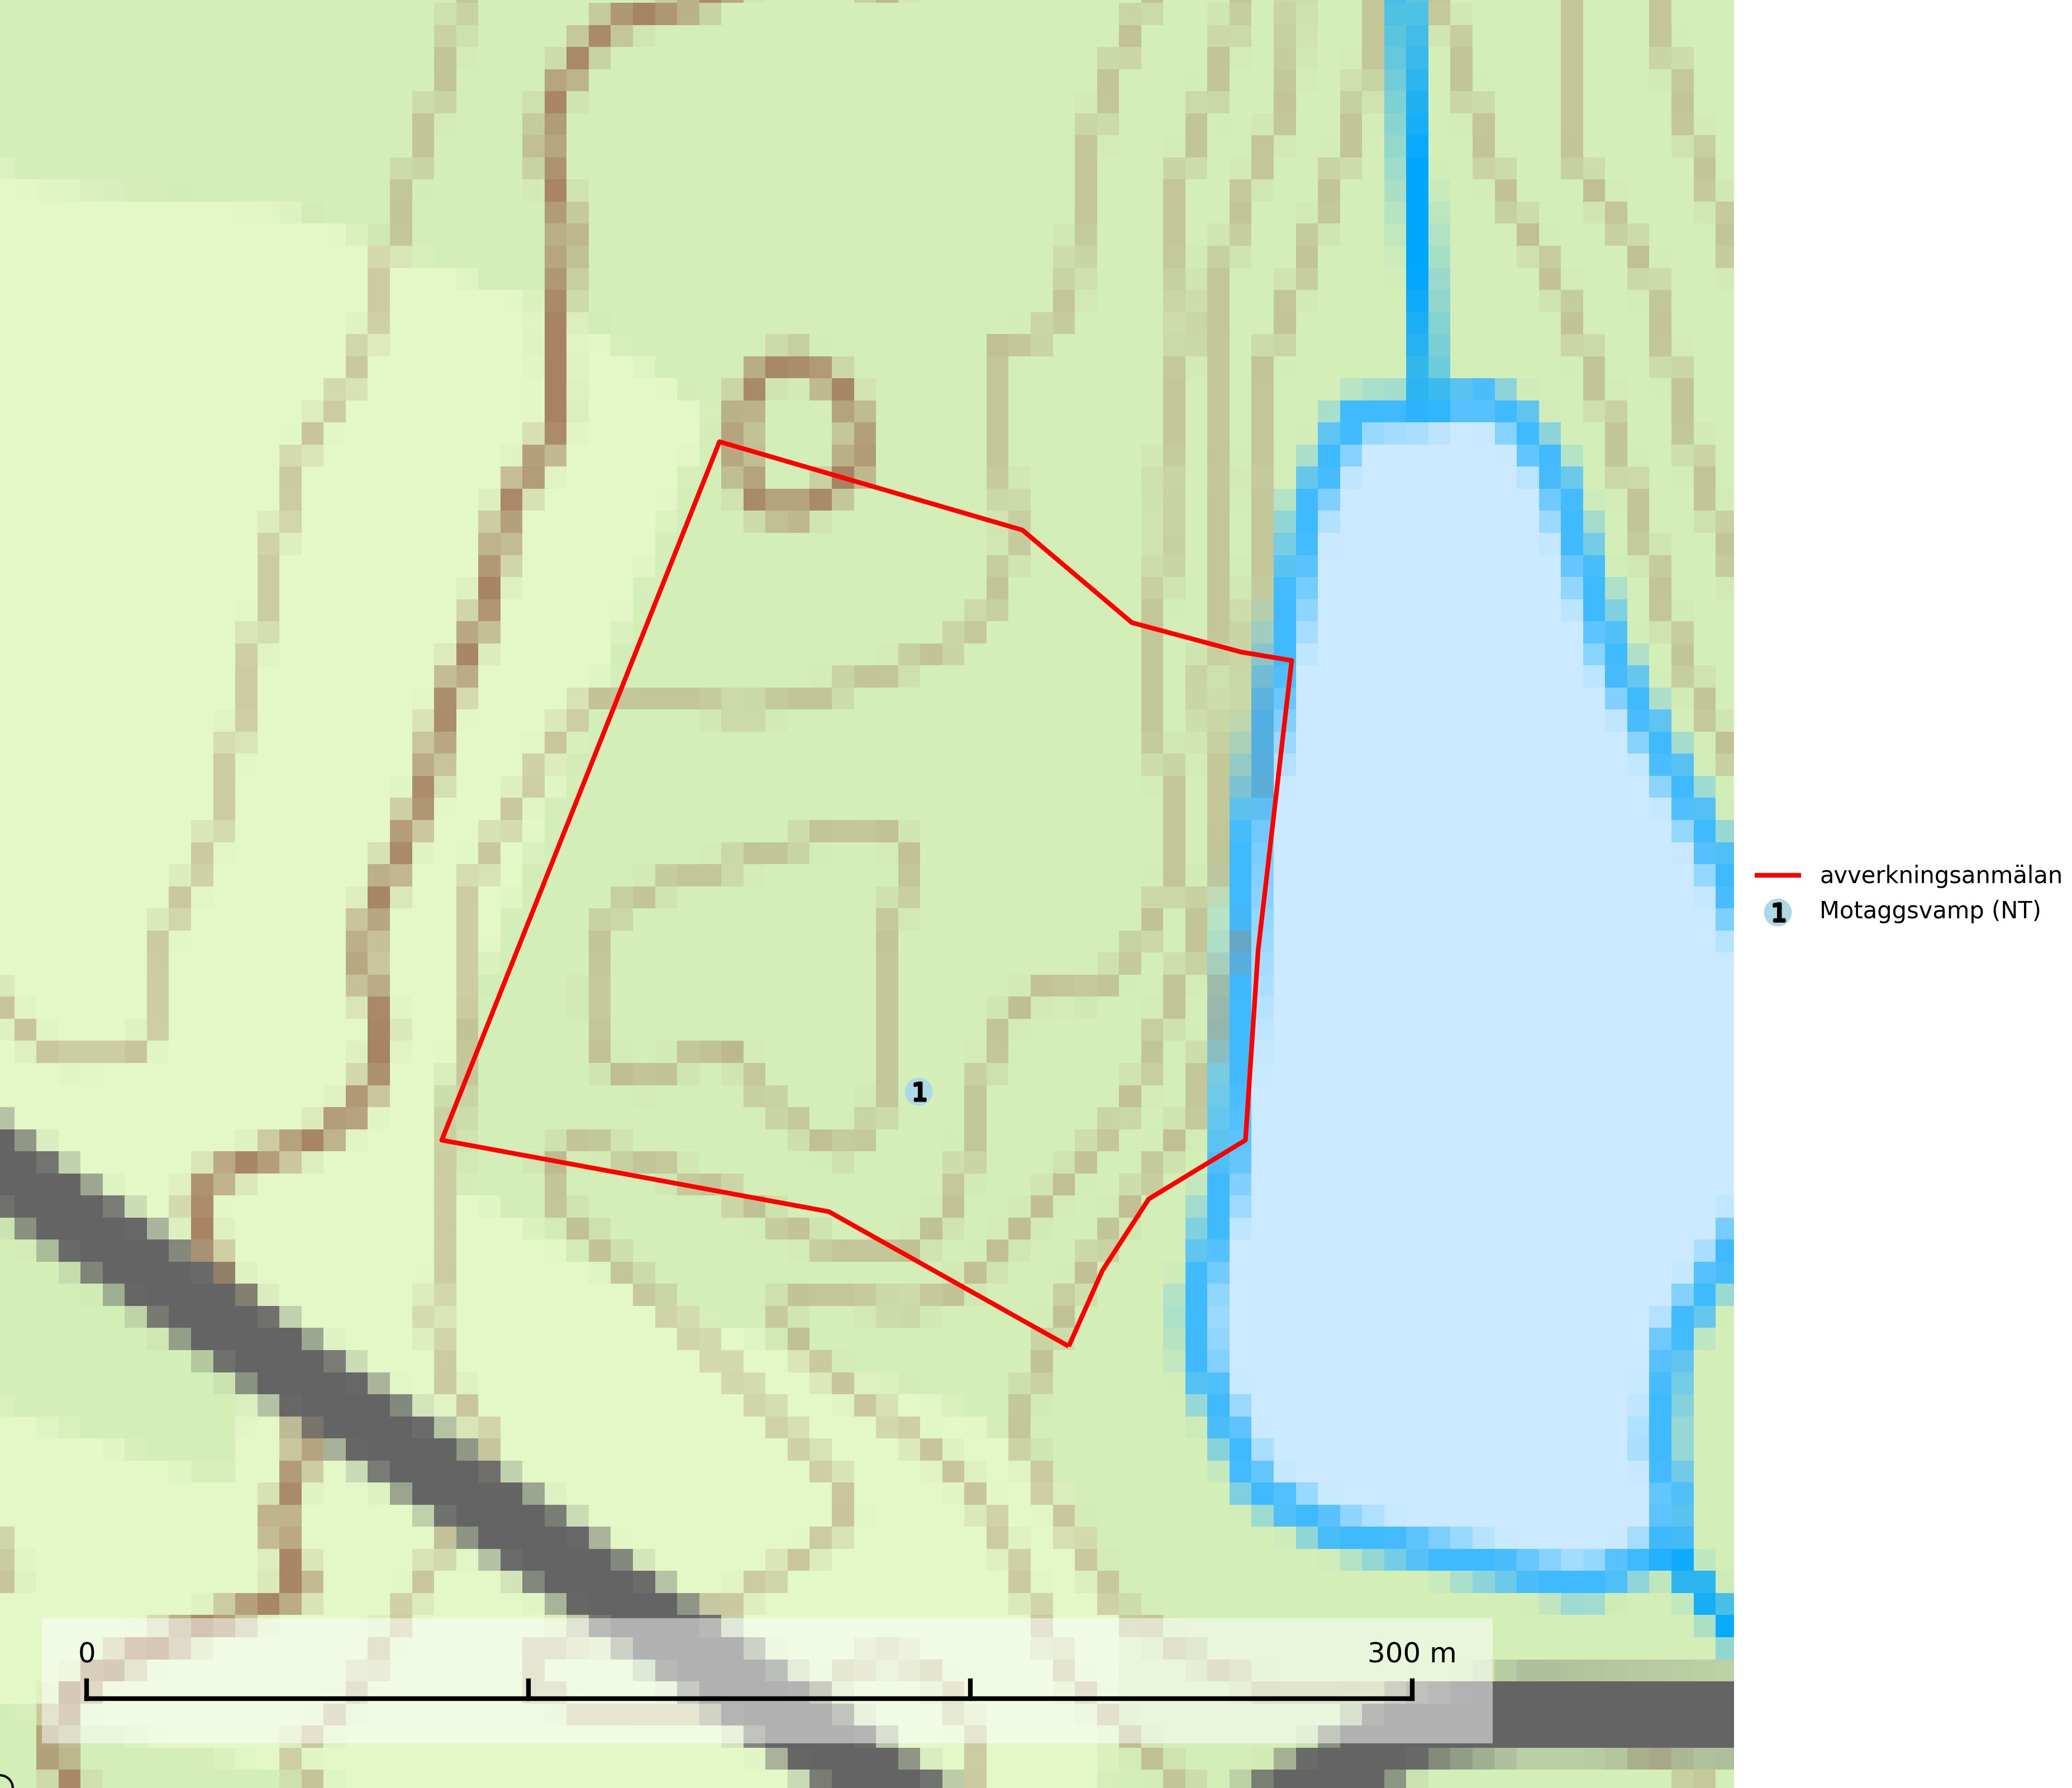 avverkningsanmälan
1 Motaggsvamp (NT)
1
0 300 m